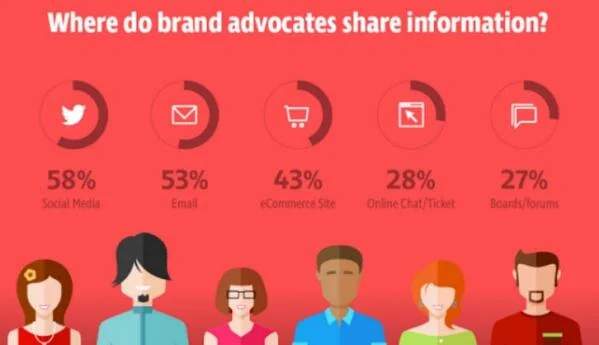 Where do brand advocates share information?
58% 53% 43% 28% 27%
Social Media Email eCommerce Site Online Chat/Ticket Boards/forums